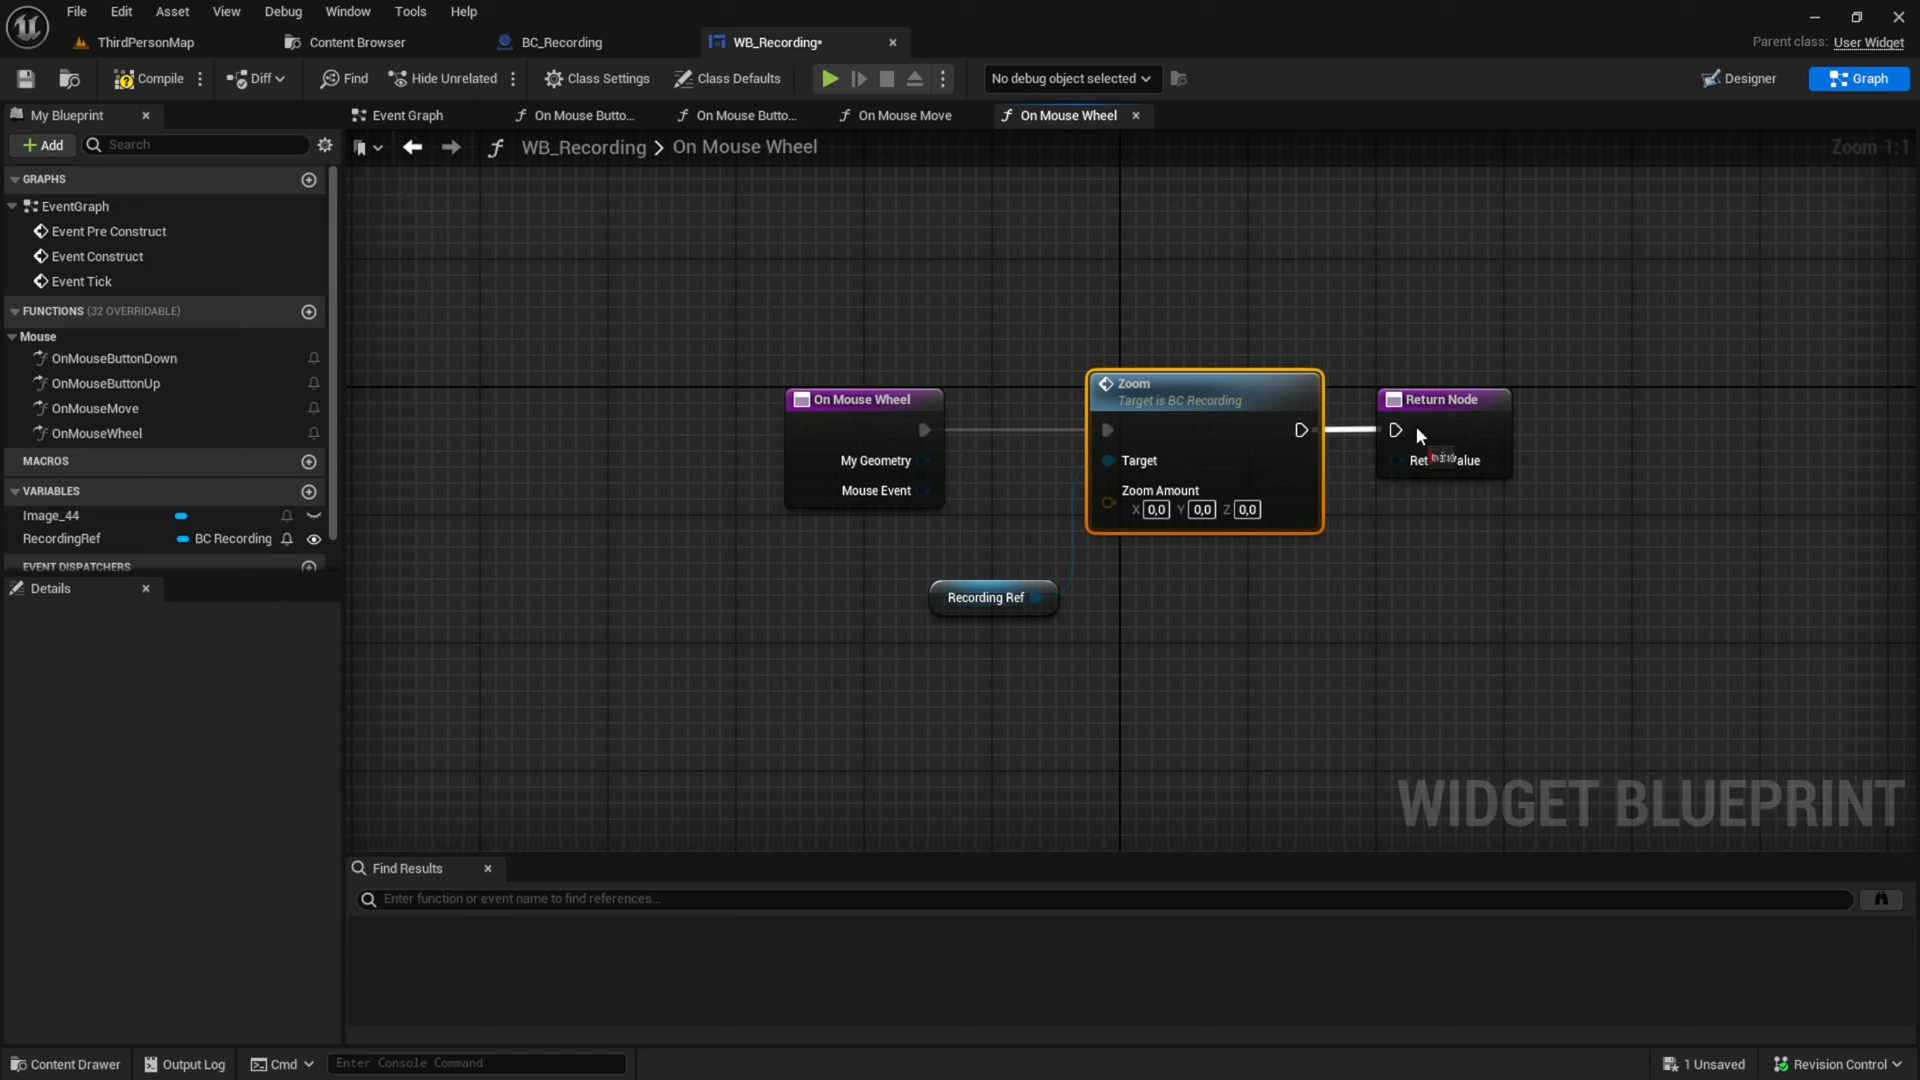 File Edit Asset View Debug Window Tools Help
ThirdPersonMap Content Browser BC_Recording WB_Recording*
Parent class: User Widget
Compile Diff Find Hide Unrelated Class Settings Class Defaults No debug object selected Designer Graph
My Blueprint
Event Graph On Mouse Butto... On Mouse Butto... On Mouse Move On Mouse Wheel
Add Search
WB_Recording > On Mouse Wheel
Zoom 1:1
GRAPHS
EventGraph
Event Pre Construct
Event Construct
Event Tick
FUNCTIONS (32 OVERRIDABLE)
Mouse
OnMouseButtonDown
OnMouseButtonUp
OnMouseMove
OnMouseWheel
MACROS
VARIABLES
Image_44
RecordingRef BC Recording
EVENT DISPATCHERS
Details
On Mouse Wheel
My Geometry
Mouse Event
Zoom
Target is BC Recording
Target
Zoom Amount
X 0,0 Y 0,0 Z 0,0
Return Node
Recording Ref
WIDGET BLUEPRINT
Find Results
Enter function or event name to find references...
Content Drawer Output Log Cmd Enter Console Command 1 Unsaved Revision Control